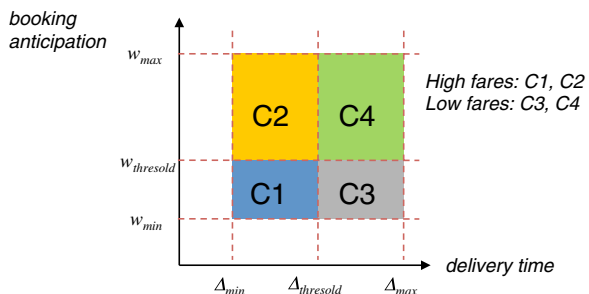 booking
anticipation
w_max
High fares: C1, C2
Low fares: C3, C4
C2
C4
w_thresold
C1
C3
w_min
delivery time
Δ_min
Δ_thresold
Δ_max